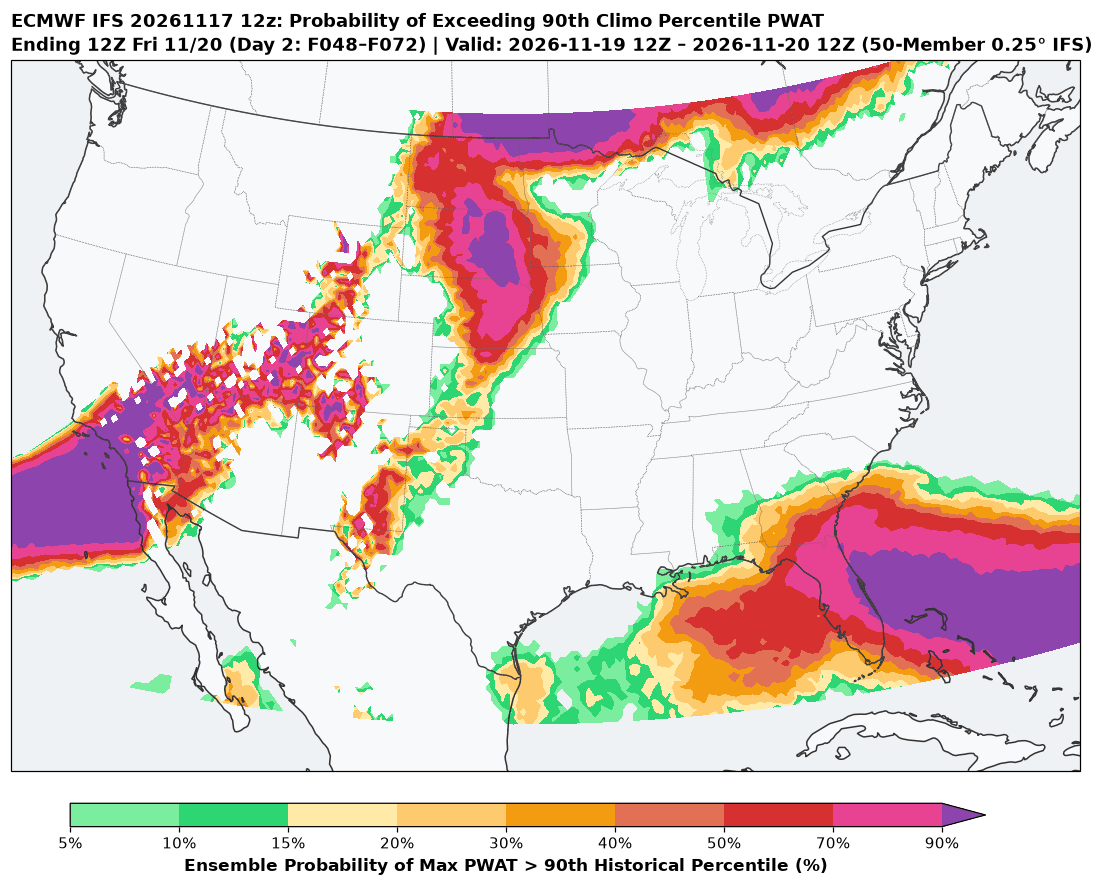 ECMWF IFS 20261117 12z: Probability of Exceeding 90th Climo Percentile PWAT
Ending 12Z Fri 11/20 (Day 2: F048–F072) | Valid: 2026-11-19 12Z – 2026-11-20 12Z (50-Member 0.25° IFS)
5% 10% 15% 20% 30% 40% 50% 70% 90%
Ensemble Probability of Max PWAT > 90th Historical Percentile (%)